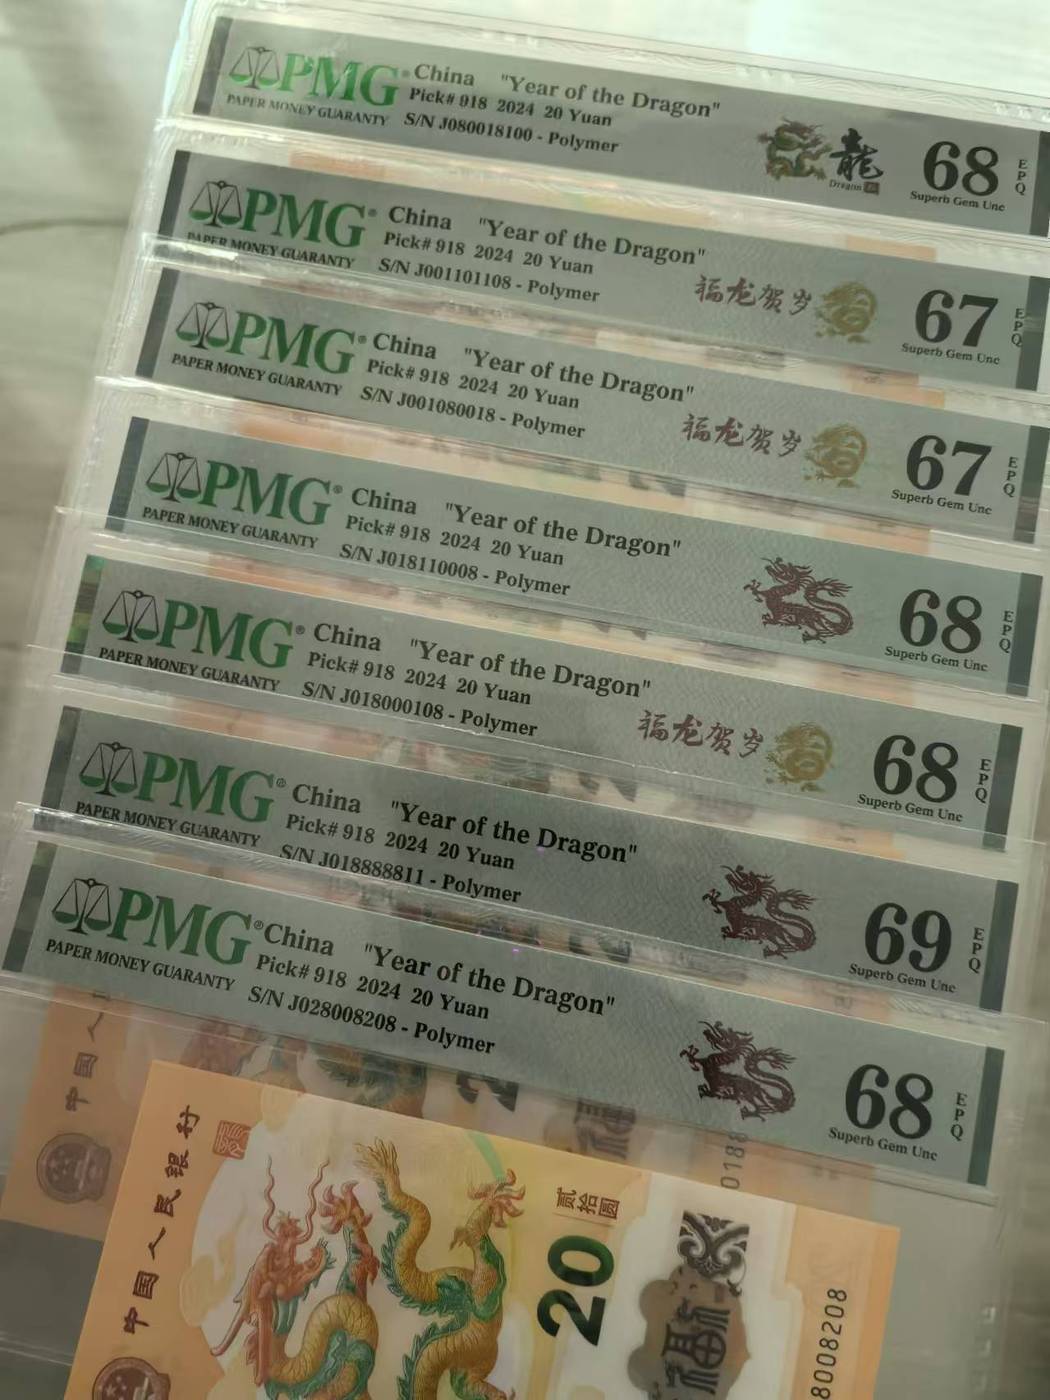 PMG® China "Year of the Dragon"
PAPER MONEY GUARANTY Pick# 918 2024 20 Yuan
S/N J080018100 - Polymer
龍
Dragon
68
Superb Gem Unc
EPQ
PMG® China "Year of the Dragon"
PAPER MONEY GUARANTY Pick# 918 2024 20 Yuan
S/N J001101108 - Polymer
福龙贺岁
67
Superb Gem Unc
EPQ
PMG® China "Year of the Dragon"
PAPER MONEY GUARANTY Pick# 918 2024 20 Yuan
S/N J001080018 - Polymer
福龙贺岁
67
Superb Gem Unc
EPQ
PMG® China "Year of the Dragon"
PAPER MONEY GUARANTY Pick# 918 2024 20 Yuan
S/N J018110008 - Polymer
68
Superb Gem Unc
EPQ
PMG® China "Year of the Dragon"
PAPER MONEY GUARANTY Pick# 918 2024 20 Yuan
S/N J018000108 - Polymer
福龙贺岁
68
Superb Gem Unc
EPQ
PMG® China "Year of the Dragon"
PAPER MONEY GUARANTY Pick# 918 2024 20 Yuan
S/N J018888811 - Polymer
69
Superb Gem Unc
EPQ
PMG® China "Year of the Dragon"
PAPER MONEY GUARANTY Pick# 918 2024 20 Yuan
S/N J028008208 - Polymer
68
Superb Gem Unc
EPQ
中国人
0188
中国人民银行
贰拾圆
20
福
8008208